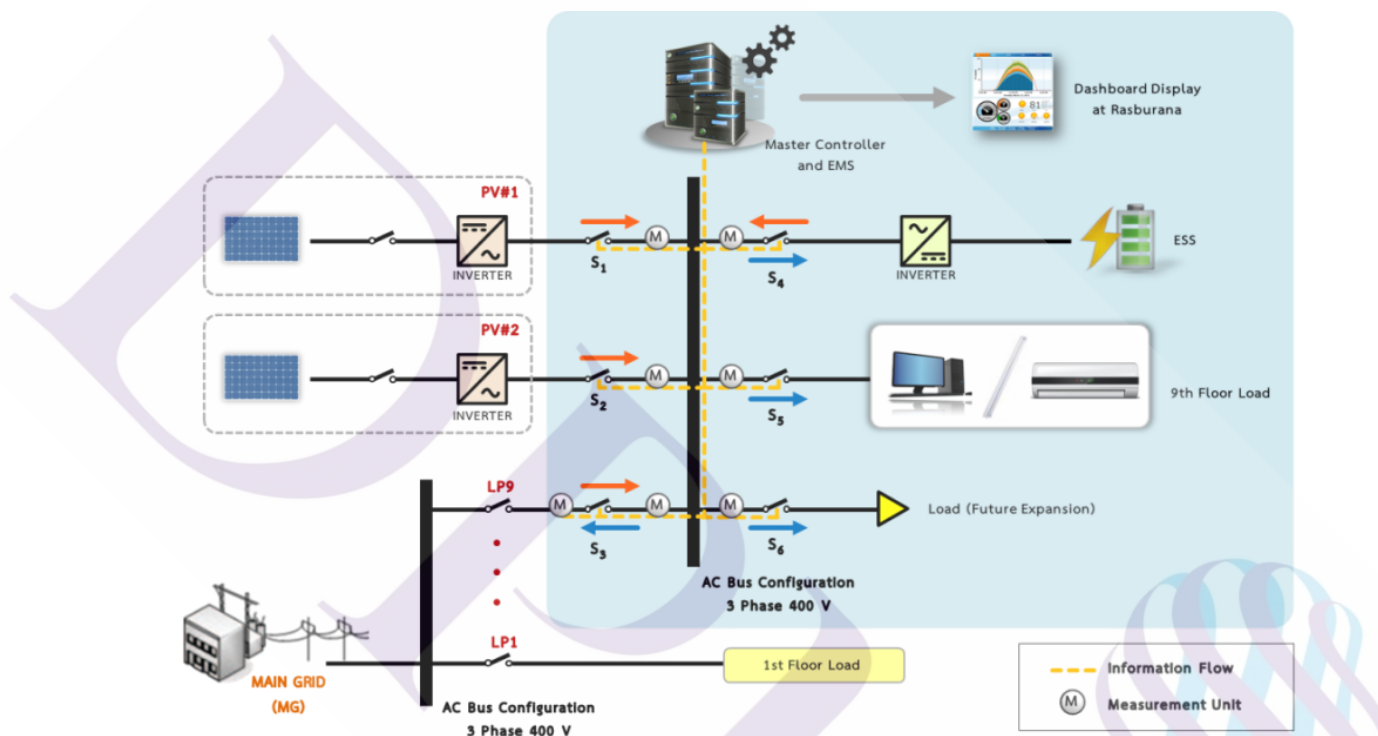 Master Controller
and EMS
Dashboard Display
at Rasburana
PV#1
INVERTER
S1
M
M
S4
INVERTER
ESS
PV#2
INVERTER
S2
M
M
S5
9th Floor Load
LP9
M
S3
M
M
S6
Load (Future Expansion)
AC Bus Configuration
3 Phase 400 V
MAIN GRID
(MG)
LP1
1st Floor Load
AC Bus Configuration
3 Phase 400 V
Information Flow
M
Measurement Unit
81